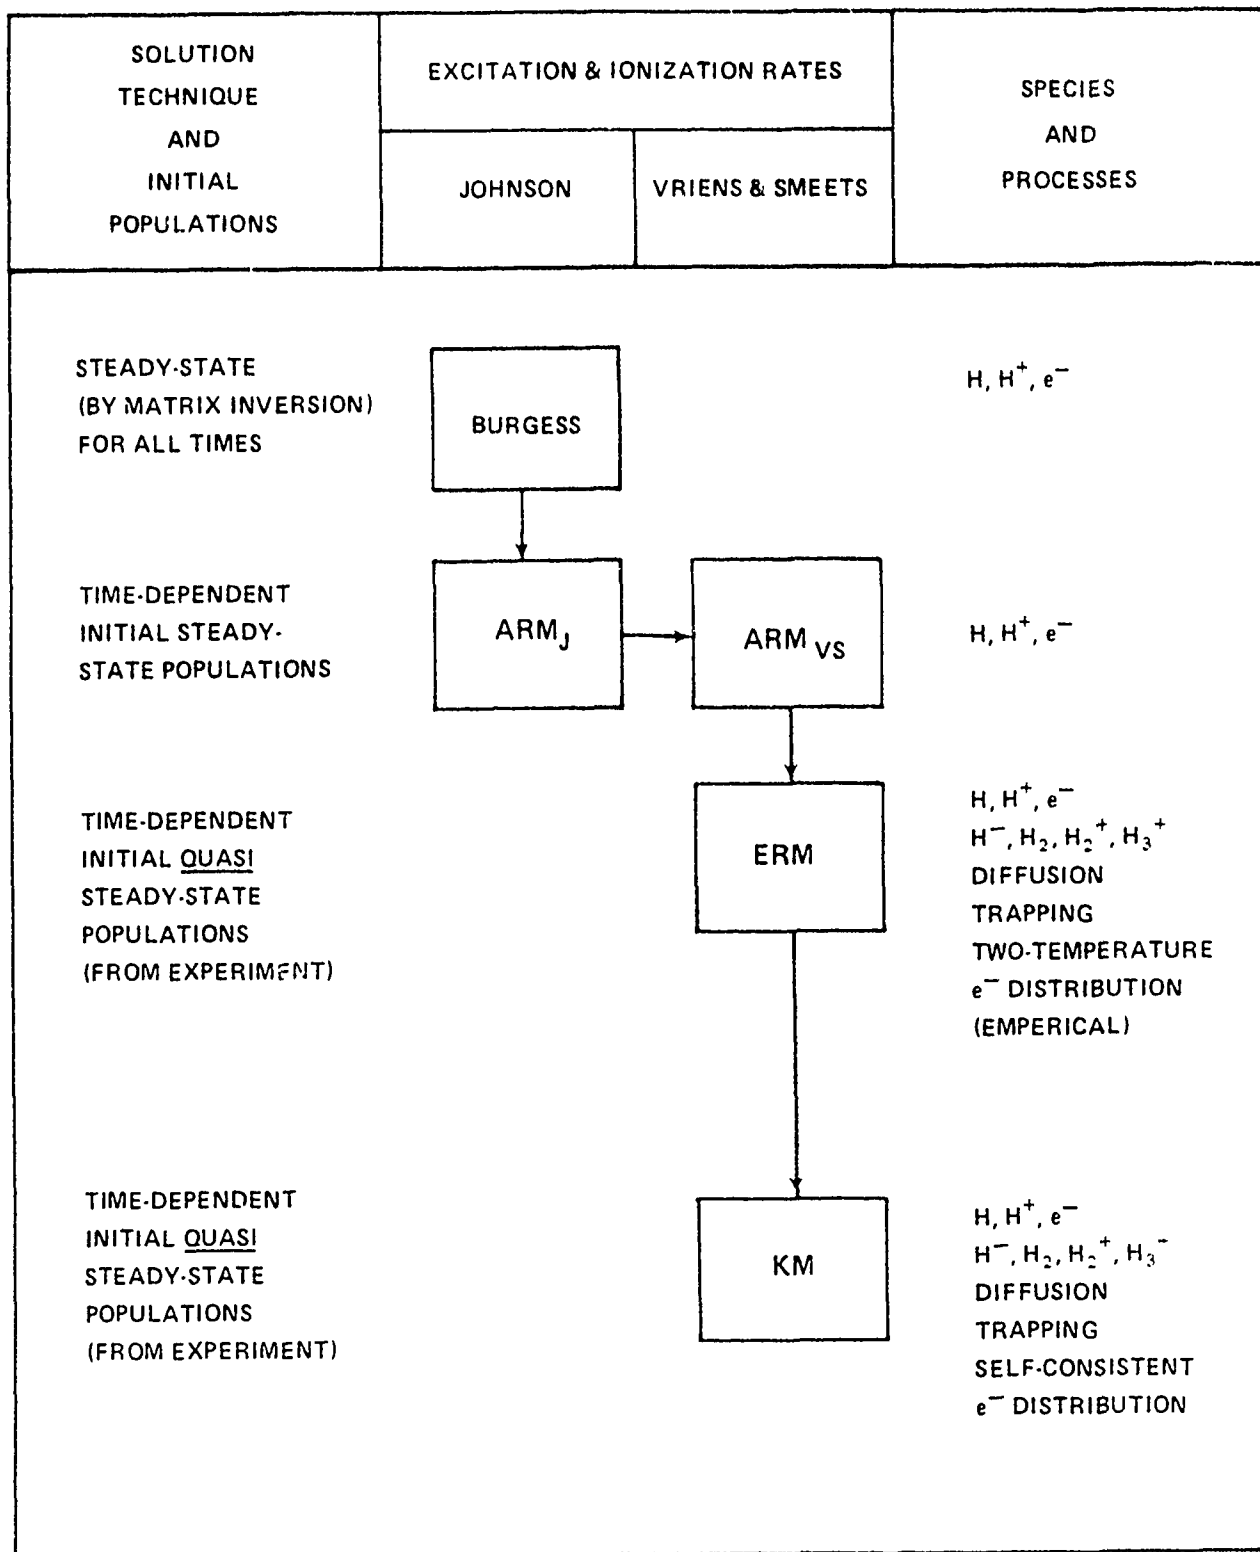 SOLUTION
TECHNIQUE
AND
INITIAL
POPULATIONS
EXCITATION & IONIZATION RATES
JOHNSON
VRIENS & SMEETS
SPECIES
AND
PROCESSES
STEADY-STATE
(BY MATRIX INVERSION)
FOR ALL TIMES
BURGESS
H, H⁺, e⁻
TIME-DEPENDENT
INITIAL STEADY-
STATE POPULATIONS
ARM_J
ARM_VS
H, H⁺, e⁻
TIME-DEPENDENT
INITIAL QUASI
STEADY-STATE
POPULATIONS
(FROM EXPERIMENT)
ERM
H, H⁺, e⁻
H⁻, H₂, H₂⁺, H₃⁺
DIFFUSION
TRAPPING
TWO-TEMPERATURE
e⁻ DISTRIBUTION
(EMPERICAL)
TIME-DEPENDENT
INITIAL QUASI
STEADY-STATE
POPULATIONS
(FROM EXPERIMENT)
KM
H, H⁺, e⁻
H⁻, H₂, H₂⁺, H₃⁺
DIFFUSION
TRAPPING
SELF-CONSISTENT
e⁻ DISTRIBUTION